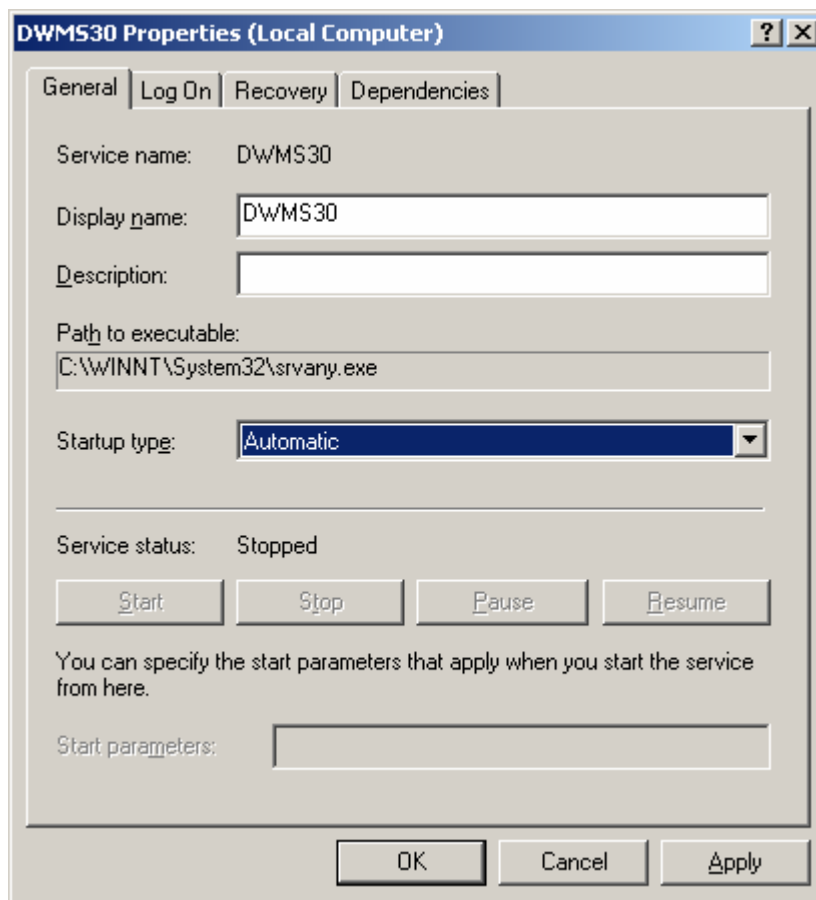 DWMS30 Properties (Local Computer)
General Log On Recovery Dependencies
Service name: DWMS30
Display name: DWMS30
Description:
Path to executable:
C:\WINNT\System32\srvany.exe
Startup type: Automatic
Service status: Stopped
Start Stop Pause Resume
You can specify the start parameters that apply when you start the service
from here.
Start parameters:
OK Cancel Apply